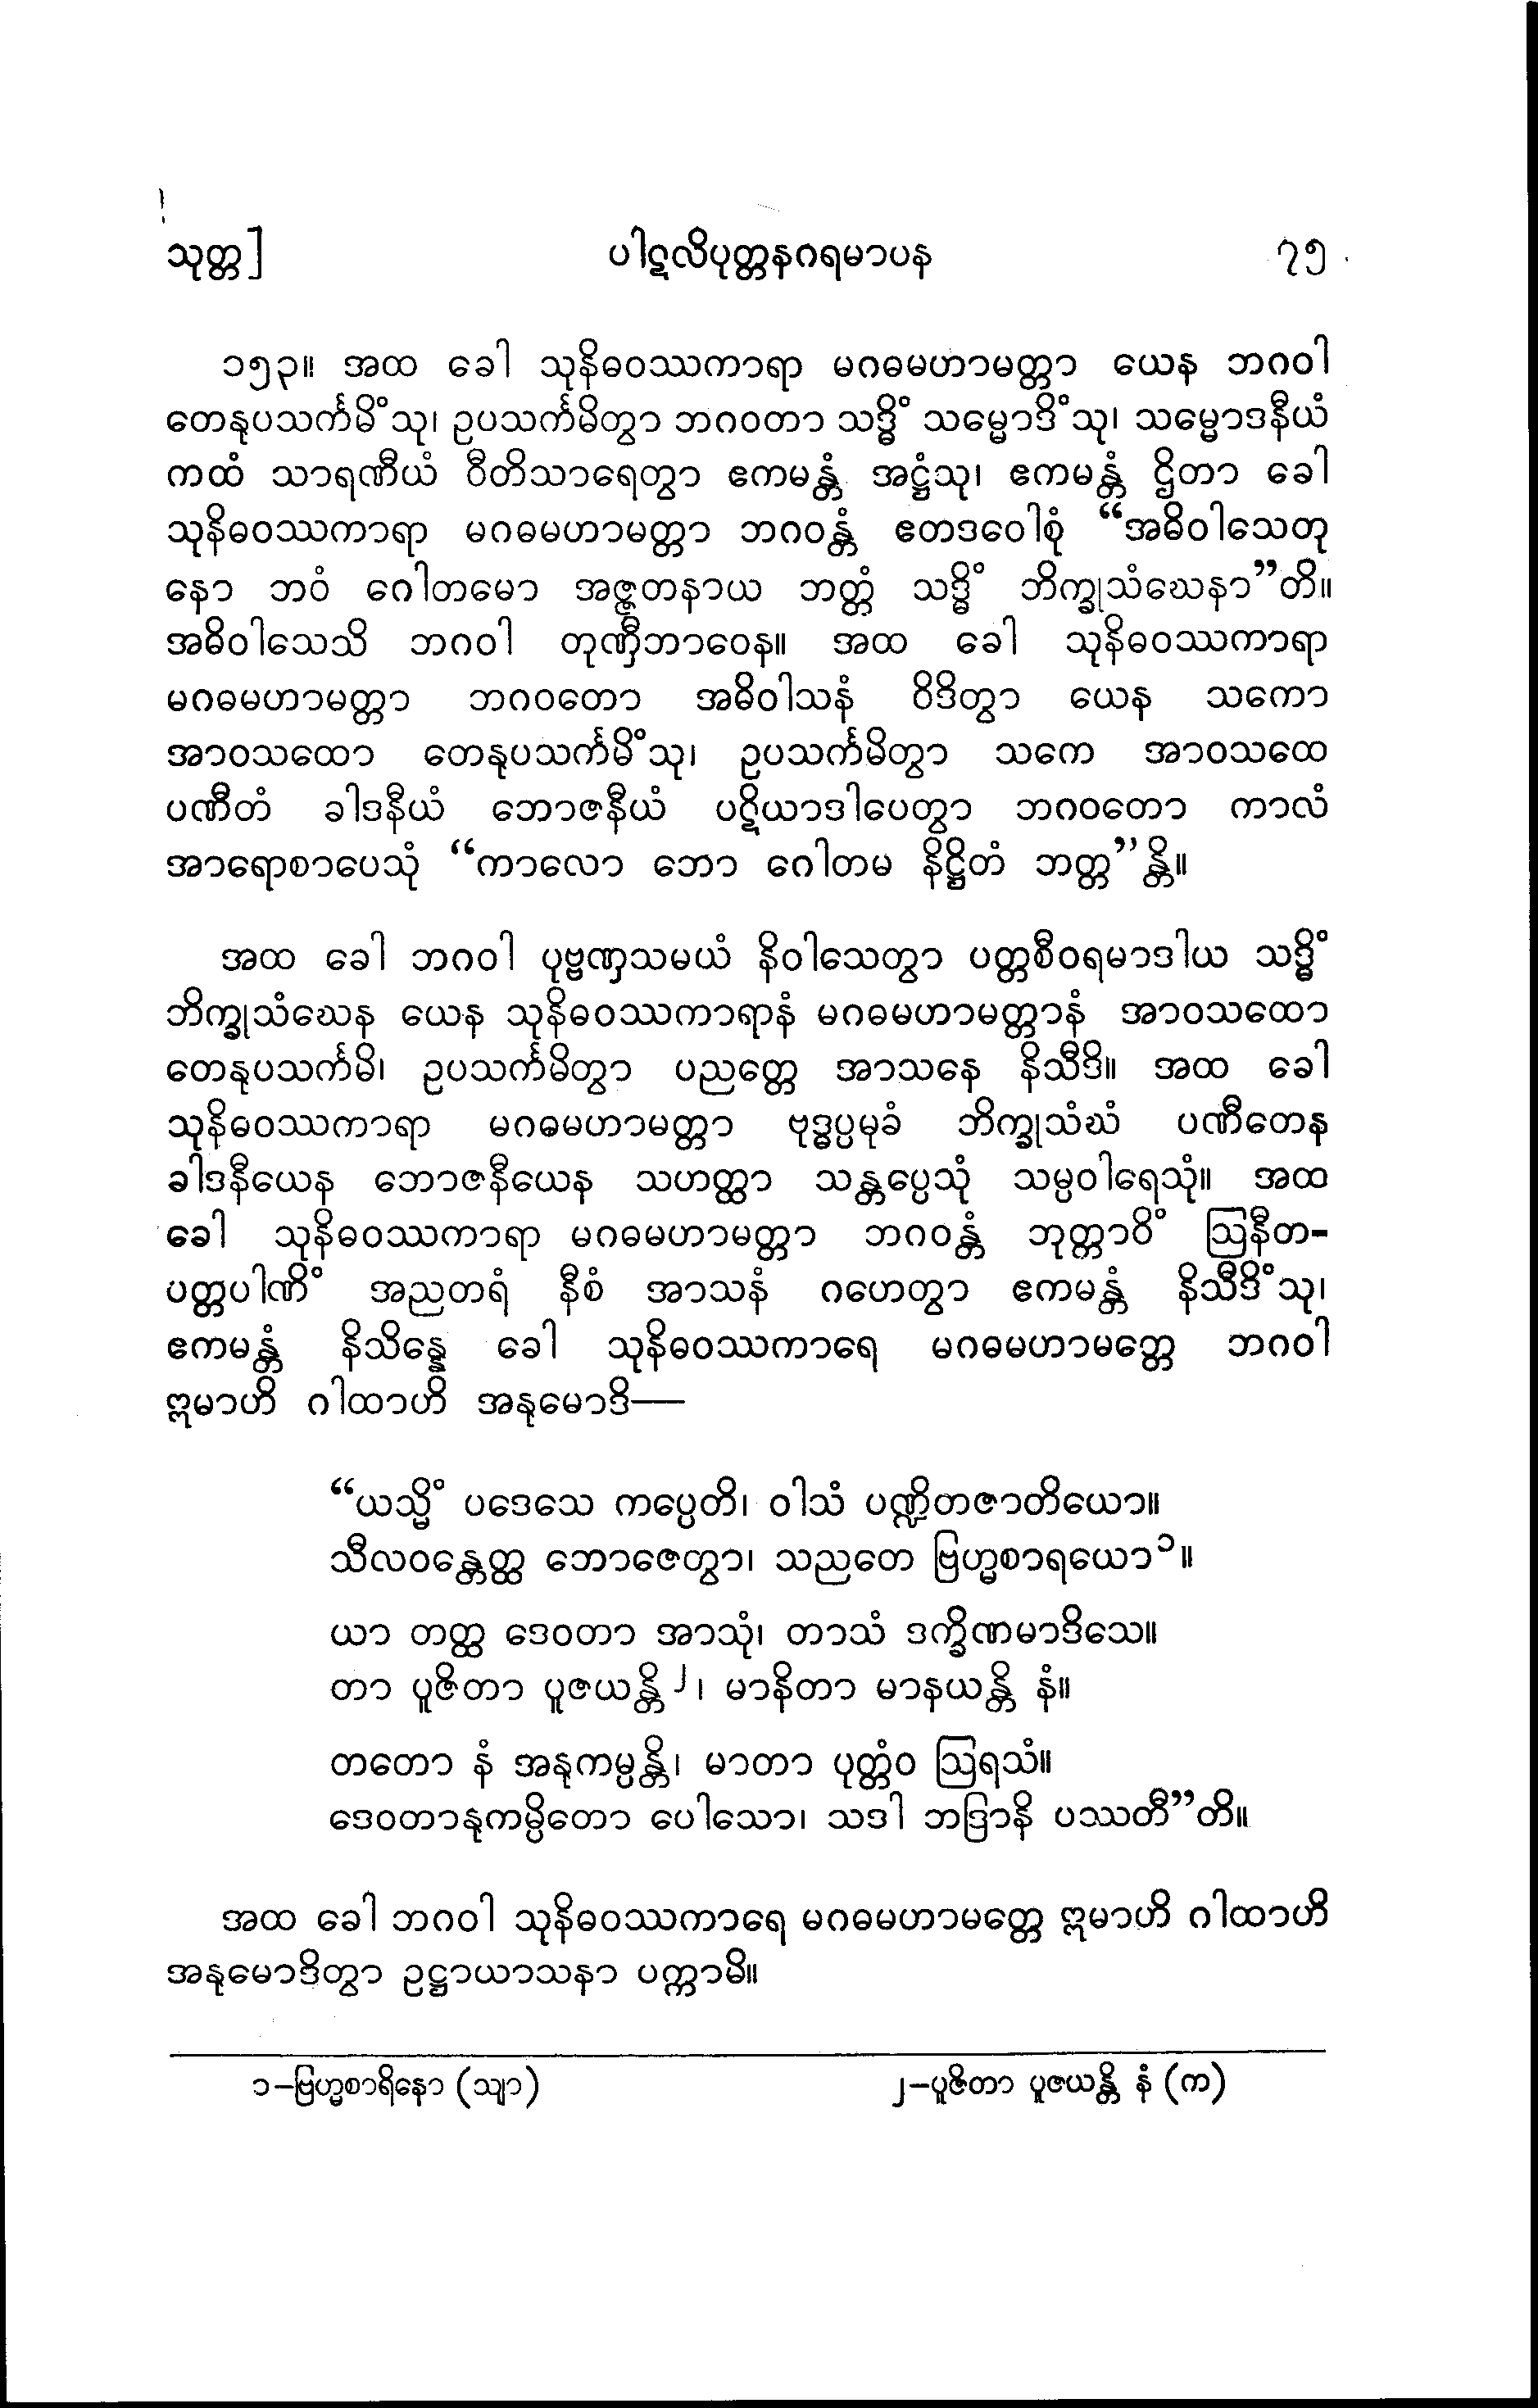 သုတ္တ] ပါဋလိပုတ္တနဂရမာပန ၇၅
၁၅၃။ အထ ခေါ သုနိဓဝဿကာရာ မဂဓမဟာမတ္တာ ယေန ဘဂဝါ
တေနုပသင်္ကမိံသု၊ ဥပသင်္ကမိတွာ ဘဂဝတာ သဒ္ဓိံ သမ္မောဒိံသု၊ သမ္မောဒနီယံ
ကထံ သာရဏီယံ ဝီတိသာရေတွာ ဧကမန္တံ အဋ္ဌံသု၊ ဧကမန္တံ ဌိတာ ခေါ
သုနိဓဝဿကာရာ မဂဓမဟာမတ္တာ ဘဂဝန္တံ ဧတဒဝေါစုံ “အဓိဝါသေတု
နော ဘဝံ ဂေါတမော အဇ္ဇတနာယ ဘတ္တံ သဒ္ဓိံ ဘိက္ခုသံဃေနာ”တိ။
အဓိဝါသေသိ ဘဂဝါ တုဏှီဘာဝေန။ အထ ခေါ သုနိဓဝဿကာရာ
မဂဓမဟာမတ္တာ ဘဂဝတော အဓိဝါသနံ ဝိဒိတွာ ယေန သကော
အာဝသထော တေနုပသင်္ကမိံသု၊ ဥပသင်္ကမိတွာ သကေ အာဝသထေ
ပဏီတံ ခါဒနီယံ ဘောဇနီယံ ပဋိယာဒါပေတွာ ဘဂဝတော ကာလံ
အာရောစာပေသုံ “ကာလော ဘော ဂေါတမ နိဋ္ဌိတံ ဘတ္တ”န္တိ။
အထ ခေါ ဘဂဝါ ပုဗ္ဗဏှသမယံ နိဝါသေတွာ ပတ္တစီဝရမာဒါယ သဒ္ဓိံ
ဘိက္ခုသံဃေန ယေန သုနိဓဝဿကာရာနံ မဂဓမဟာမတ္တာနံ အာဝသထော
တေနုပသင်္ကမိ၊ ဥပသင်္ကမိတွာ ပညတ္တေ အာသနေ နိသီဒိ။ အထ ခေါ
သုနိဓဝဿကာရာ မဂဓမဟာမတ္တာ ဗုဒ္ဓပ္ပမုခံ ဘိက္ခုသံဃံ ပဏီတေန
ခါဒနီယေန ဘောဇနီယေန သဟတ္ထာ သန္တပ္ပေသုံ သမ္ပဝါရေသုံ။ အထ
ခေါ သုနိဓဝဿကာရာ မဂဓမဟာမတ္တာ ဘဂဝန္တံ ဘုတ္တာဝိံ ဩနီတ-
ပတ္တပါဏိံ အညတရံ နီစံ အာသနံ ဂဟေတွာ ဧကမန္တံ နိသီဒိံသု၊
ဧကမန္တံ နိသိန္နေ ခေါ သုနိဓဝဿကာရေ မဂဓမဟာမတ္တေ ဘဂဝါ
ဣမာဟိ ဂါထာဟိ အနုမောဒိ—
“ယသ္မိံ ပဒေသေ ကပ္ပေတိ၊ ဝါသံ ပဏ္ဍိတဇာတိယော။
သီလဝန္တေတ္ထ ဘောဇေတွာ၊ သညတေ ဗြဟ္မစာရယော၁။
ယာ တတ္ထ ဒေဝတာ အာသုံ၊ တာသံ ဒက္ခိဏမာဒိသေ။
တာ ပူဇိတာ ပူဇယန္တိ၂၊ မာနိတာ မာနယန္တိ နံ။
တတော နံ အနုကမ္ပန္တိ၊ မာတာ ပုတ္တံဝ ဩရသံ။
ဒေဝတာနုကမ္ပိတော ပေါသော၊ သဒါ ဘဒြာနိ ပဿတီ”တိ။
အထ ခေါ ဘဂဝါ သုနိဓဝဿကာရေ မဂဓမဟာမတ္တေ ဣမာဟိ ဂါထာဟိ
အနုမောဒိတွာ ဥဋ္ဌာယာသနာ ပက္ကာမိ။
၁-ဗြဟ္မစာရိနော (သျာ) ၂-ပူဇိတာ ပူဇယန္တိ နံ (က)